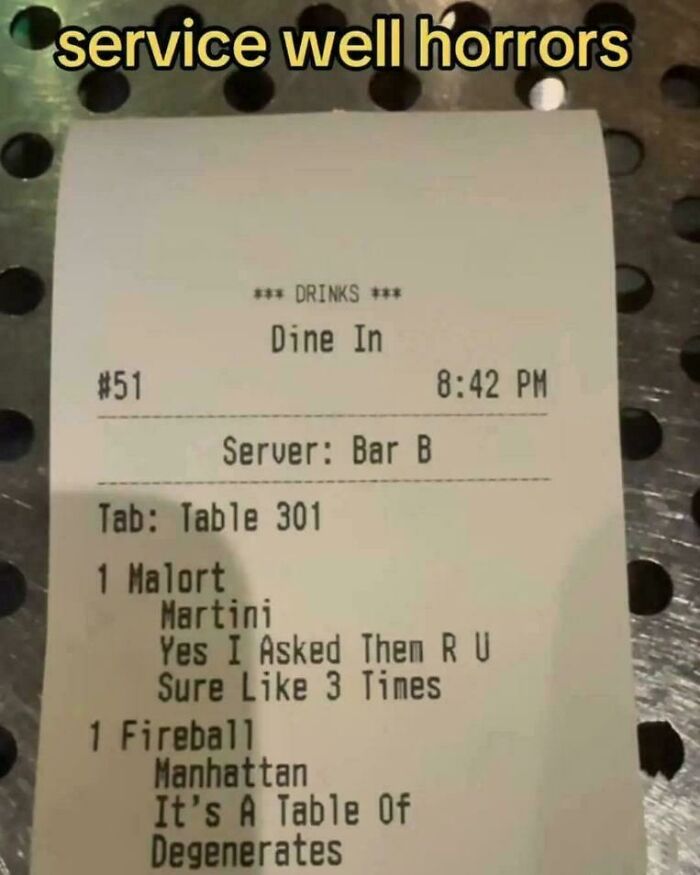 service well horrors
*** DRINKS ***
Dine In
#51 8:42 PM
Server: Bar B
Tab: Table 301
1 Malort
Martini
Yes I Asked Them R U
Sure Like 3 Times
1 Fireball
Manhattan
It's A Table Of
Degenerates